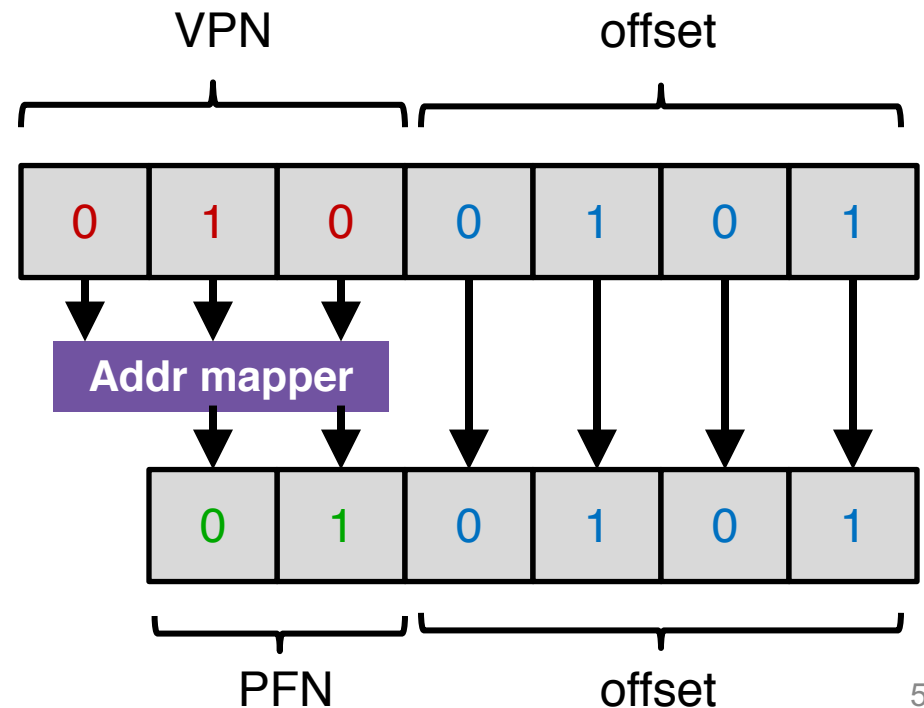 VPN offset
0 1 0 0 1 0 1
Addr mapper
0 1 0 1 0 1
PFN offset
5